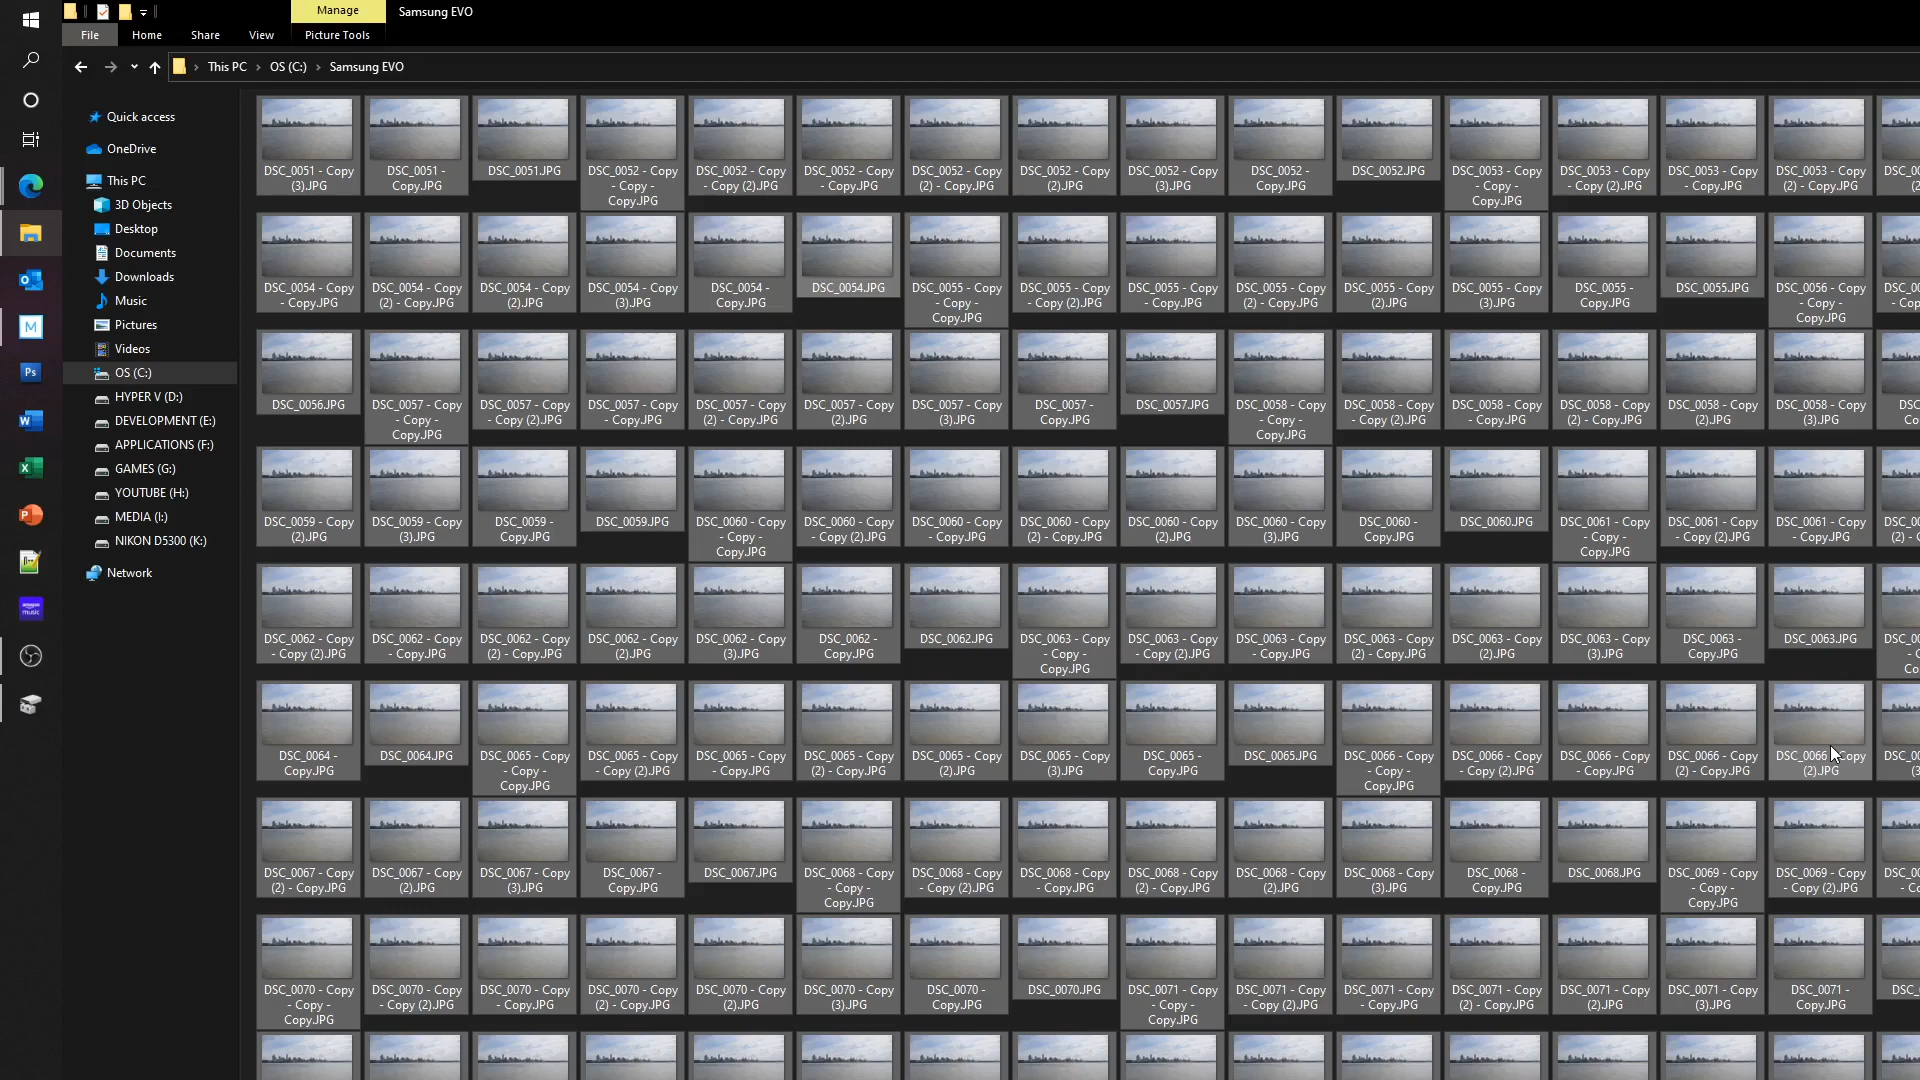 Manage
Samsung EVO
File
Home
Share
View
Picture Tools
This PC
OS (C:)
Samsung EVO
Quick access
OneDrive
This PC
3D Objects
Desktop
Documents
Downloads
Music
Pictures
Videos
OS (C:)
HYPER V (D:)
DEVELOPMENT (E:)
APPLICATIONS (F:)
GAMES (G:)
YOUTUBE (H:)
MEDIA (I:)
NIKON D5300 (K:)
Network
DSC_0051 - Copy
(3).JPG
DSC_0051 -
Copy.JPG
DSC_0051.JPG
DSC_0052 - Copy
- Copy -
Copy.JPG
DSC_0052 - Copy
- Copy (2).JPG
DSC_0052 - Copy
- Copy.JPG
DSC_0052 - Copy
(2) - Copy.JPG
DSC_0052 - Copy
(2).JPG
DSC_0052 - Copy
(3).JPG
DSC_0052 -
Copy.JPG
DSC_0052.JPG
DSC_0053 - Copy
- Copy -
Copy.JPG
DSC_0053 - Copy
- Copy (2).JPG
DSC_0053 - Copy
- Copy.JPG
DSC_0053 - Copy
(2) - Copy.JPG
DSC_0054 - Copy
- Copy.JPG
DSC_0054 - Copy
(2) - Copy.JPG
DSC_0054 - Copy
(2).JPG
DSC_0054 - Copy
(3).JPG
DSC_0054 -
Copy.JPG
DSC_0054.JPG
DSC_0055 - Copy
- Copy -
Copy.JPG
DSC_0055 - Copy
- Copy (2).JPG
DSC_0055 - Copy
- Copy.JPG
DSC_0055 - Copy
(2) - Copy.JPG
DSC_0055 - Copy
(2).JPG
DSC_0055 - Copy
(3).JPG
DSC_0055 -
Copy.JPG
DSC_0055.JPG
DSC_0056 - Copy
- Copy -
Copy.JPG
DSC_0056.JPG
DSC_0057 - Copy
- Copy -
Copy.JPG
DSC_0057 - Copy
- Copy (2).JPG
DSC_0057 - Copy
- Copy.JPG
DSC_0057 - Copy
(2) - Copy.JPG
DSC_0057 - Copy
(2).JPG
DSC_0057 - Copy
(3).JPG
DSC_0057 -
Copy.JPG
DSC_0057.JPG
DSC_0058 - Copy
- Copy -
Copy.JPG
DSC_0058 - Copy
- Copy (2).JPG
DSC_0058 - Copy
- Copy.JPG
DSC_0058 - Copy
(2) - Copy.JPG
DSC_0058 - Copy
(2).JPG
DSC_0058 - Copy
(3).JPG
DSC_0059 - Copy
(2).JPG
DSC_0059 - Copy
(3).JPG
DSC_0059 -
Copy.JPG
DSC_0059.JPG
DSC_0060 - Copy
- Copy -
Copy.JPG
DSC_0060 - Copy
- Copy (2).JPG
DSC_0060 - Copy
- Copy.JPG
DSC_0060 - Copy
(2) - Copy.JPG
DSC_0060 - Copy
(2).JPG
DSC_0060 - Copy
(3).JPG
DSC_0060 -
Copy.JPG
DSC_0060.JPG
DSC_0061 - Copy
- Copy -
Copy.JPG
DSC_0061 - Copy
- Copy (2).JPG
DSC_0061 - Copy
- Copy.JPG
DSC_0062 - Copy
- Copy (2).JPG
DSC_0062 - Copy
- Copy.JPG
DSC_0062 - Copy
(2) - Copy.JPG
DSC_0062 - Copy
(2).JPG
DSC_0062 - Copy
(3).JPG
DSC_0062 -
Copy.JPG
DSC_0062.JPG
DSC_0063 - Copy
- Copy -
Copy.JPG
DSC_0063 - Copy
- Copy (2).JPG
DSC_0063 - Copy
- Copy.JPG
DSC_0063 - Copy
(2) - Copy.JPG
DSC_0063 - Copy
(2).JPG
DSC_0063 - Copy
(3).JPG
DSC_0063 -
Copy.JPG
DSC_0063.JPG
DSC_0064 -
Copy.JPG
DSC_0064.JPG
DSC_0065 - Copy
- Copy -
Copy.JPG
DSC_0065 - Copy
- Copy (2).JPG
DSC_0065 - Copy
- Copy.JPG
DSC_0065 - Copy
(2) - Copy.JPG
DSC_0065 - Copy
(2).JPG
DSC_0065 - Copy
(3).JPG
DSC_0065 -
Copy.JPG
DSC_0065.JPG
DSC_0066 - Copy
- Copy -
Copy.JPG
DSC_0066 - Copy
- Copy (2).JPG
DSC_0066 - Copy
- Copy.JPG
DSC_0066 - Copy
(2) - Copy.JPG
DSC_0066 Copy
(2).JPG
DSC_0067 - Copy
(2) - Copy.JPG
DSC_0067 - Copy
(2).JPG
DSC_0067 - Copy
(3).JPG
DSC_0067 -
Copy.JPG
DSC_0067.JPG
DSC_0068 - Copy
- Copy -
Copy.JPG
DSC_0068 - Copy
- Copy (2).JPG
DSC_0068 - Copy
- Copy.JPG
DSC_0068 - Copy
(2) - Copy.JPG
DSC_0068 - Copy
(2).JPG
DSC_0068 - Copy
(3).JPG
DSC_0068 -
Copy.JPG
DSC_0068.JPG
DSC_0069 - Copy
- Copy -
Copy.JPG
DSC_0069 - Copy
- Copy (2).JPG
DSC_0070 - Copy
- Copy -
Copy.JPG
DSC_0070 - Copy
- Copy (2).JPG
DSC_0070 - Copy
- Copy.JPG
DSC_0070 - Copy
(2) - Copy.JPG
DSC_0070 - Copy
(2).JPG
DSC_0070 - Copy
(3).JPG
DSC_0070 -
Copy.JPG
DSC_0070.JPG
DSC_0071 - Copy
- Copy -
Copy.JPG
DSC_0071 - Copy
- Copy (2).JPG
DSC_0071 - Copy
- Copy.JPG
DSC_0071 - Copy
(2) - Copy.JPG
DSC_0071 - Copy
(2).JPG
DSC_0071 - Copy
(3).JPG
DSC_0071 -
Copy.JPG